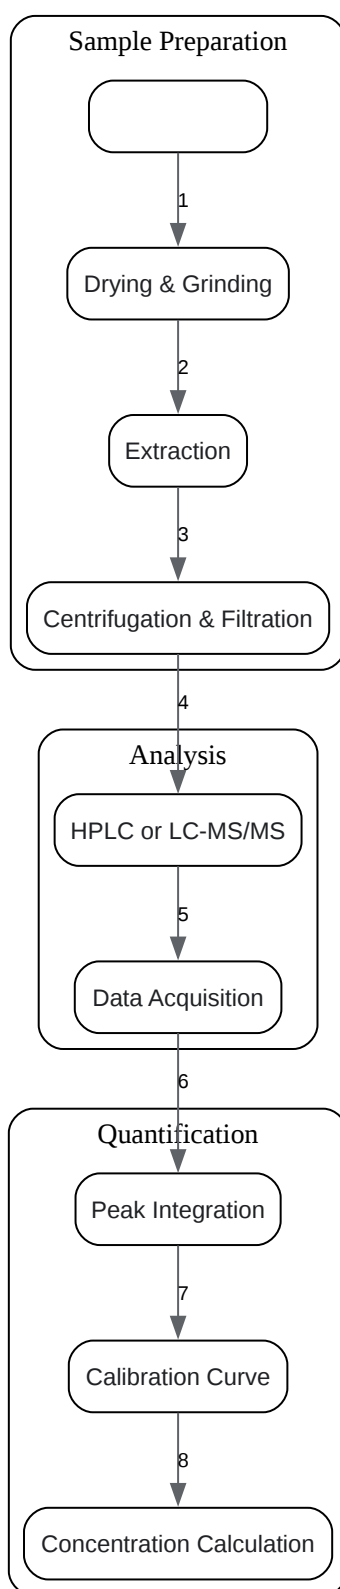 Sample Preparation
1
Drying & Grinding
2
Extraction
3
Centrifugation & Filtration
4
Analysis
HPLC or LC-MS/MS
5
Data Acquisition
6
Quantification
Peak Integration
7
Calibration Curve
8
Concentration Calculation